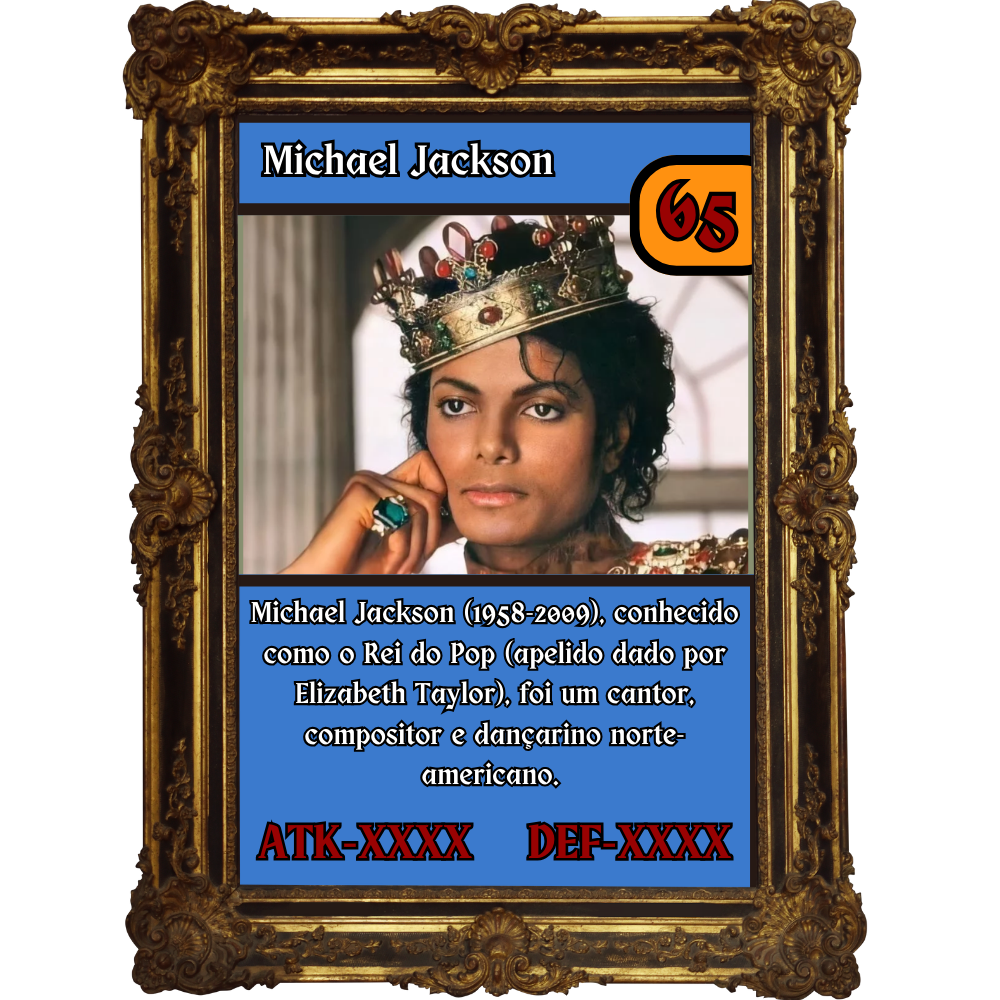 Michael Jackson
65
Michael Jackson (1958-2009), conhecido
como o Rei do Pop (apelido dado por
Elizabeth Taylor), foi um cantor,
compositor e dançarino norte-
americano.
ATK-XXXX DEF-XXXX